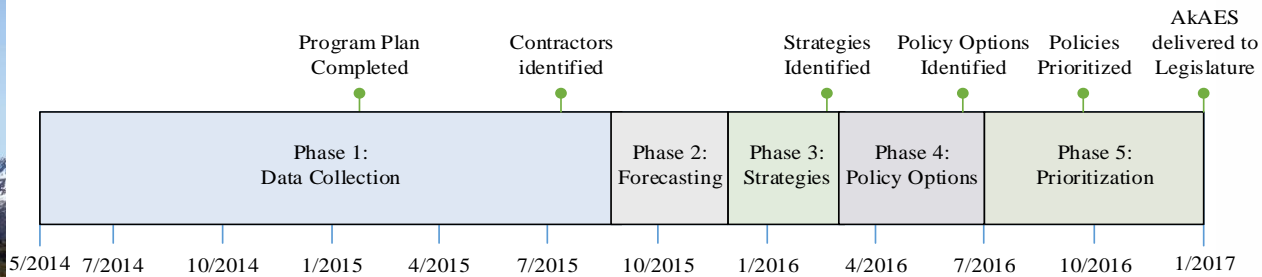 AkAES
delivered to
Legislature
Program Plan
Completed
Contractors
identified
Strategies
Identified
Policy Options
Identified
Policies
Prioritized
Phase 1:
Data Collection
Phase 2:
Forecasting
Phase 3:
Strategies
Phase 4:
Policy Options
Phase 5:
Prioritization
5/2014 7/2014 10/2014 1/2015 4/2015 7/2015 10/2015 1/2016 4/2016 7/2016 10/2016 1/2017